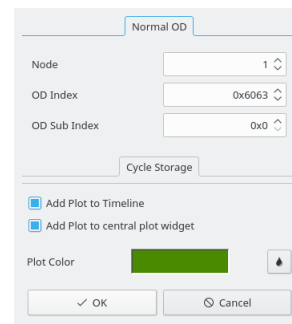 Normal OD
Node 1
OD Index 0x6063
OD Sub Index 0x0
Cycle Storage
Add Plot to Timeline
Add Plot to central plot widget
Plot Color
OK Cancel